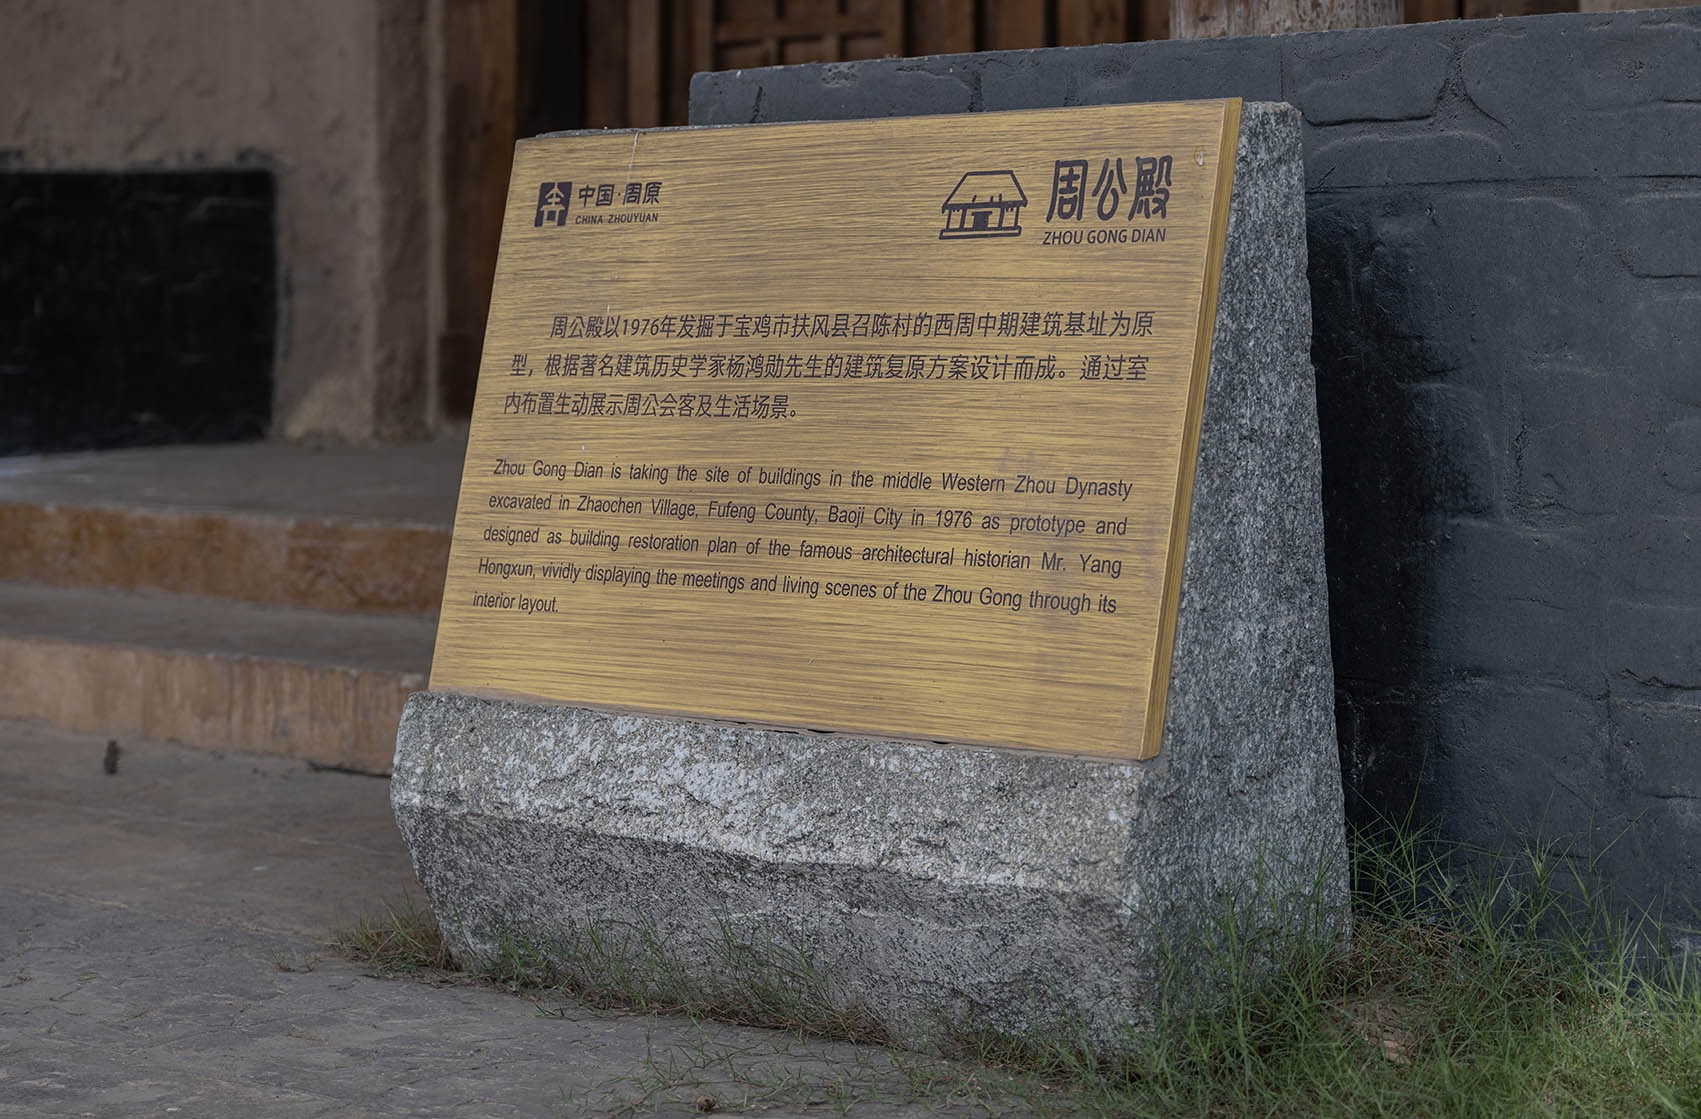 中国·周原
CHINA ZHOUYUAN
周公殿
ZHOU GONG DIAN
周公殿以1976年发掘于宝鸡市扶风县召陈村的西周中期建筑基址为原
型，根据著名建筑历史学家杨鸿勋先生的建筑复原方案设计而成。通过室
内布置生动展示周公会客及生活场景。
Zhou Gong Dian is taking the site of buildings in the middle Western Zhou Dynasty
excavated in Zhaochen Village, Fufeng County, Baoji City in 1976 as prototype and
designed as building restoration plan of the famous architectural historian Mr. Yang
Hongxun, vividly displaying the meetings and living scenes of the Zhou Gong through its
interior layout.